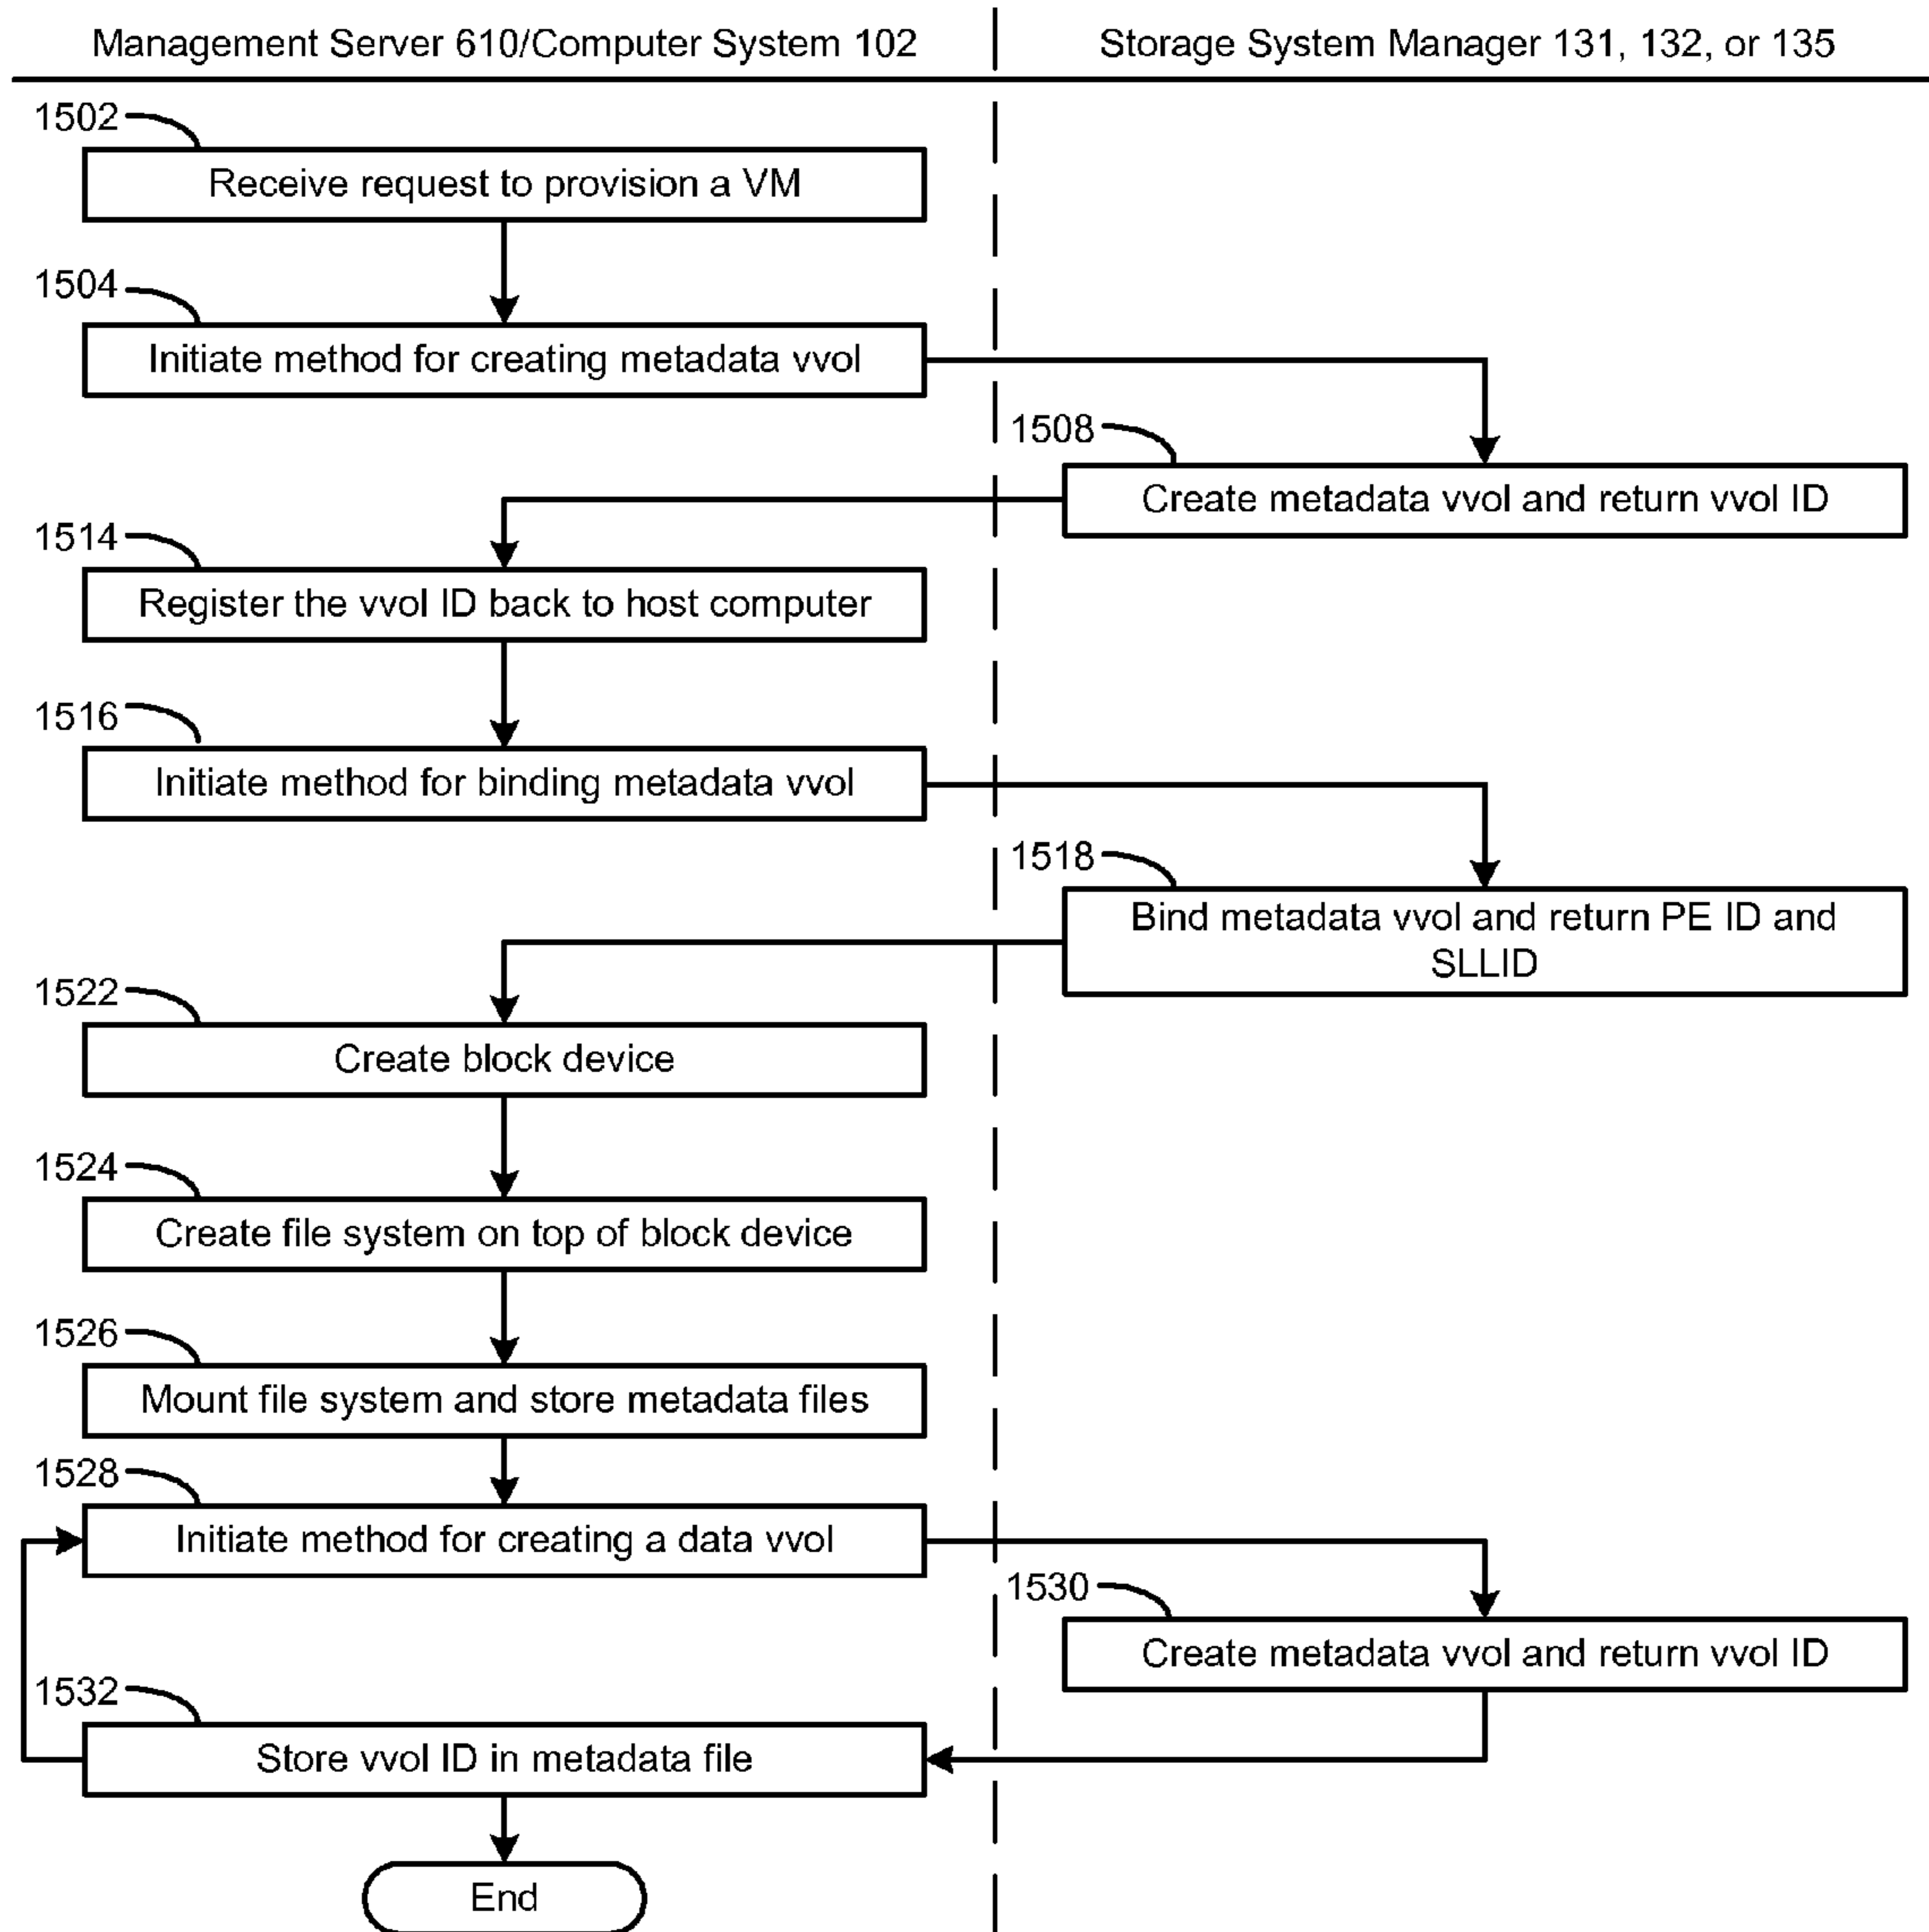 Management Server 610/Computer System 102
Storage System Manager 131, 132, or 135
1502
Receive request to provision a VM
1504
Initiate method for creating metadata vvol
1508
Create metadata vvol and return vvol ID
1514
Register the vvol ID back to host computer
1516
Initiate method for binding metadata vvol
1518
Bind metadata vvol and return PE ID and
SLLID
1522
Create block device
1524
Create file system on top of block device
1526
Mount file system and store metadata files
1528
Initiate method for creating a data vvol
1530
Create metadata vvol and return vvol ID
1532
Store vvol ID in metadata file
End